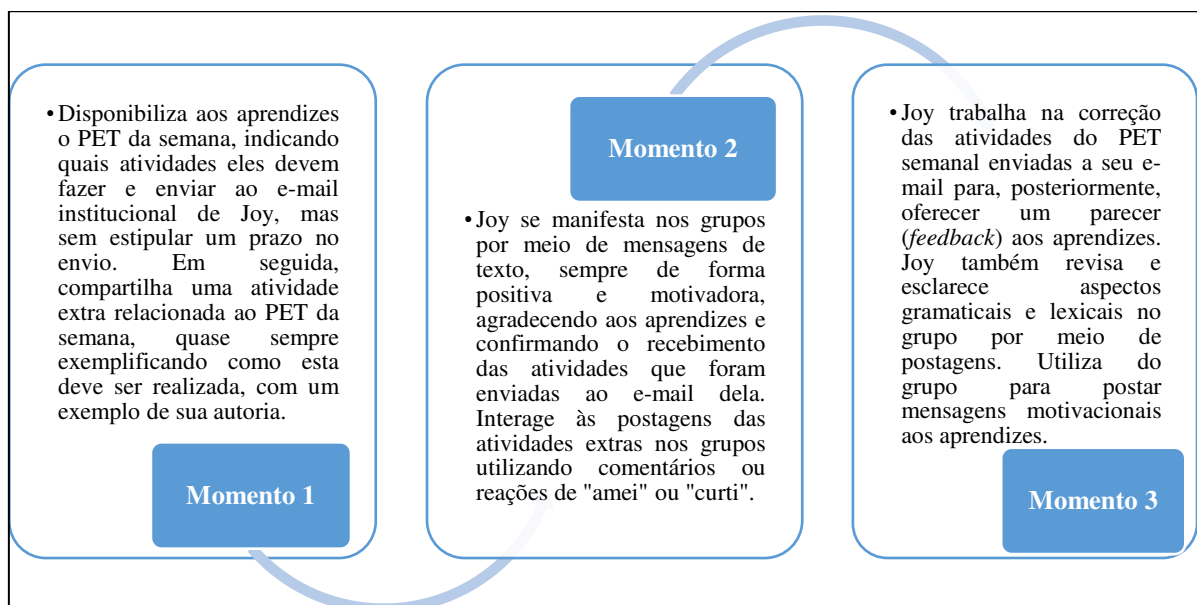 •Disponibiliza aos aprendizes
o PET da semana, indicando
quais atividades eles devem
fazer e enviar ao e-mail
institucional de Joy, mas
sem estipular um prazo no
envio. Em seguida,
compartilha uma atividade
extra relacionada ao PET da
semana, quase sempre
exemplificando como esta
deve ser realizada, com um
exemplo de sua autoria.
Momento 1
Momento 2
•Joy se manifesta nos grupos
por meio de mensagens de
texto, sempre de forma
positiva e motivadora,
agradecendo aos aprendizes e
confirmando o recebimento
das atividades que foram
enviadas ao e-mail dela.
Interage às postagens das
atividades extras nos grupos
utilizando comentários ou
reações de "amei" ou "curti".
•Joy trabalha na correção
das atividades do PET
semanal enviadas a seu e-
mail para, posteriormente,
oferecer um parecer
(feedback) aos aprendizes.
Joy também revisa e
esclarece aspectos
gramaticais e lexicais no
grupo por meio de
postagens. Utiliza do
grupo para postar
mensagens motivacionais
aos aprendizes.
Momento 3